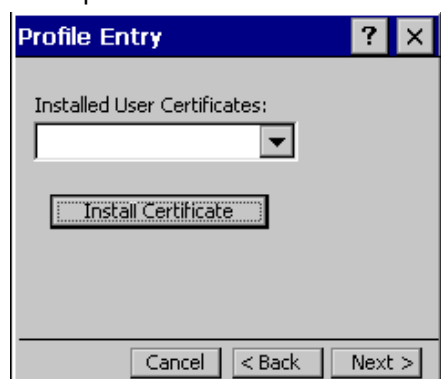 Profile Entry ? ×
Installed User Certificates:
Install Certificate
Cancel < Back Next >